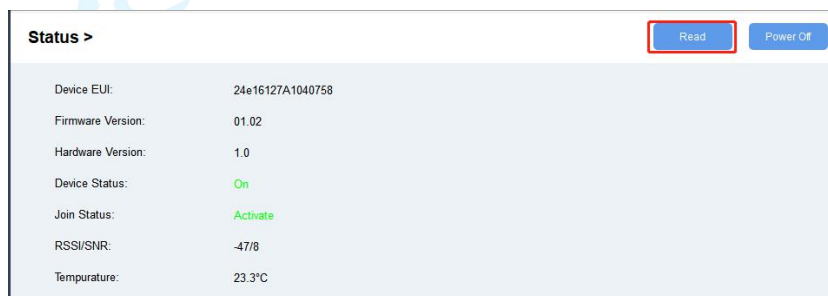 Status >
Read
Power Off
Device EUI: 24e16127A1040758
Firmware Version: 01.02
Hardware Version: 1.0
Device Status: On
Join Status: Activate
RSSI/SNR: -47/8
Tempurature: 23.3°C